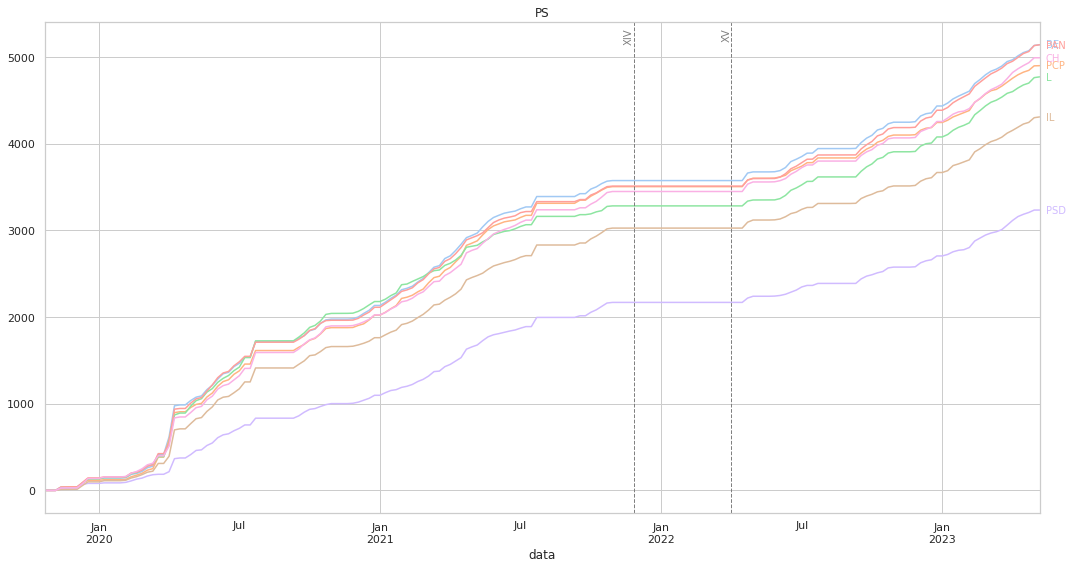 PS
XIV
XV
5000
4000
3000
2000
1000
0
PAN
CH
PCP
L
IL
PSD
Jan
2020
Jul
Jan
2021
Jul
Jan
2022
Jul
Jan
2023
data